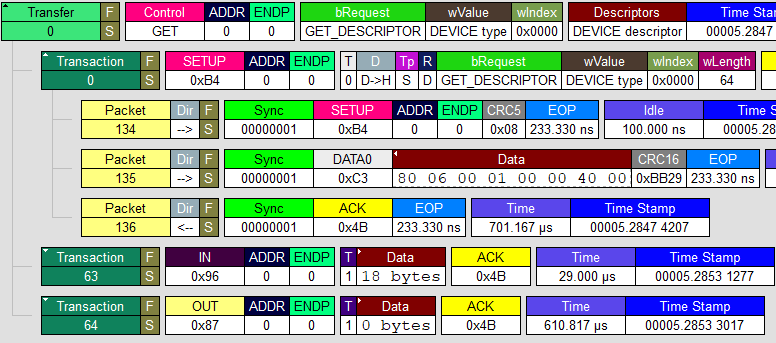 Transfer F Control ADDR ENDP bRequest wValue wIndex Descriptors Time Stamp
0 S GET 0 0 GET_DESCRIPTOR DEVICE type 0x0000 DEVICE descriptor 00005.2847
Transaction F SETUP ADDR ENDP T D Tp R bRequest wValue wIndex wLength
0 S 0xB4 0 0 0 D->H S D GET_DESCRIPTOR DEVICE type 0x0000 64
Packet Dir F Sync SETUP ADDR ENDP CRC5 EOP Idle Time S
134 --> S 00000001 0xB4 0 0 0x08 233.330 ns 100.000 ns 00005.28
Packet Dir F Sync DATA0 Data CRC16 EOP
135 --> S 00000001 0xC3 80 06 00 01 00 00 40 00 0xBB29 233.330 ns
Packet Dir F Sync ACK EOP Time Time Stamp
136 <-- S 00000001 0x4B 233.330 ns 701.167 µs 00005.2847 4207
Transaction F IN ADDR ENDP T Data ACK Time Time Stamp
63 S 0x96 0 0 1 18 bytes 0x4B 29.000 µs 00005.2853 1277
Transaction F OUT ADDR ENDP T Data ACK Time Time Stamp
64 S 0x87 0 0 1 0 bytes 0x4B 610.817 µs 00005.2853 3017